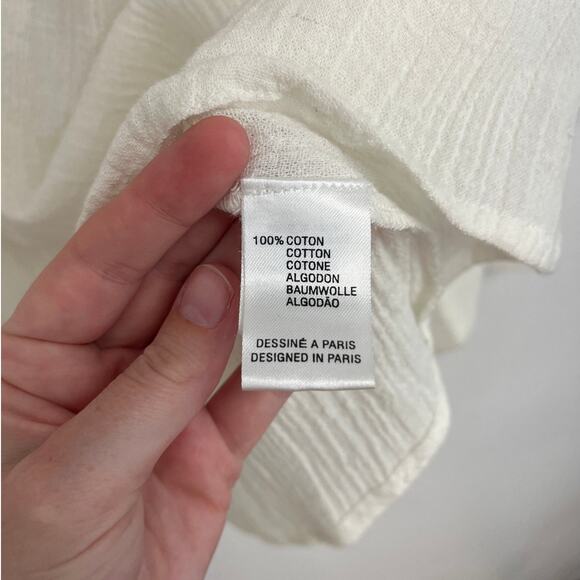 100% COTON
COTTON
COTONE
ALGODON
BAUMWOLLE
ALGODÃO
DESSINÉ A PARIS
DESIGNED IN PARIS